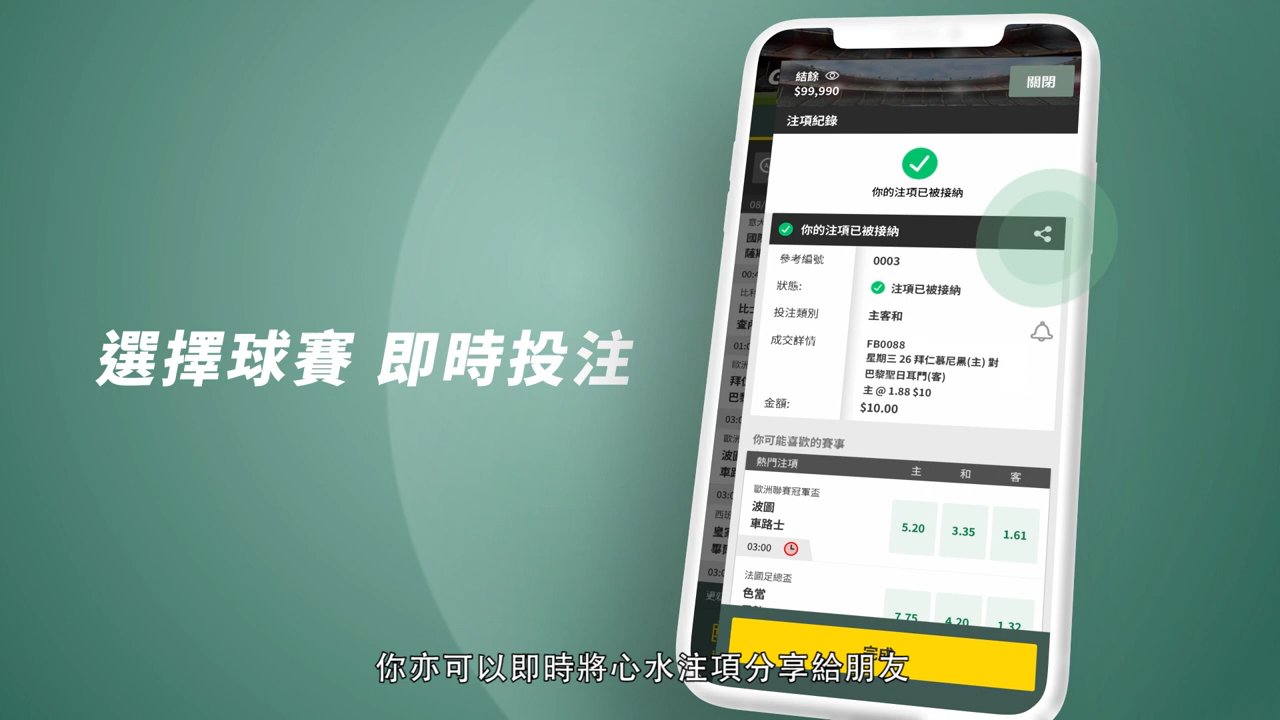 選擇球賽 即時投注
結餘
$99,990
關閉
注項紀錄
你的注項已被接納
你的注項已被接納
參考編號 0003
狀態: 注項已被接納
投注類別 主客和
成交詳情 FB0088
星期三 26 拜仁慕尼黑(主) 對
巴黎聖日耳門(客)
主 @ 1.88 $10
金額: $10.00
你可能喜歡的賽事
熱門注項 主 和 客
歐洲聯賽冠軍盃
波圖
車路士
5.20 3.35 1.61
03:00
法國足總盃
色當
7.75 4.20 1.32
完成
你亦可以即時將心水注項分享給朋友